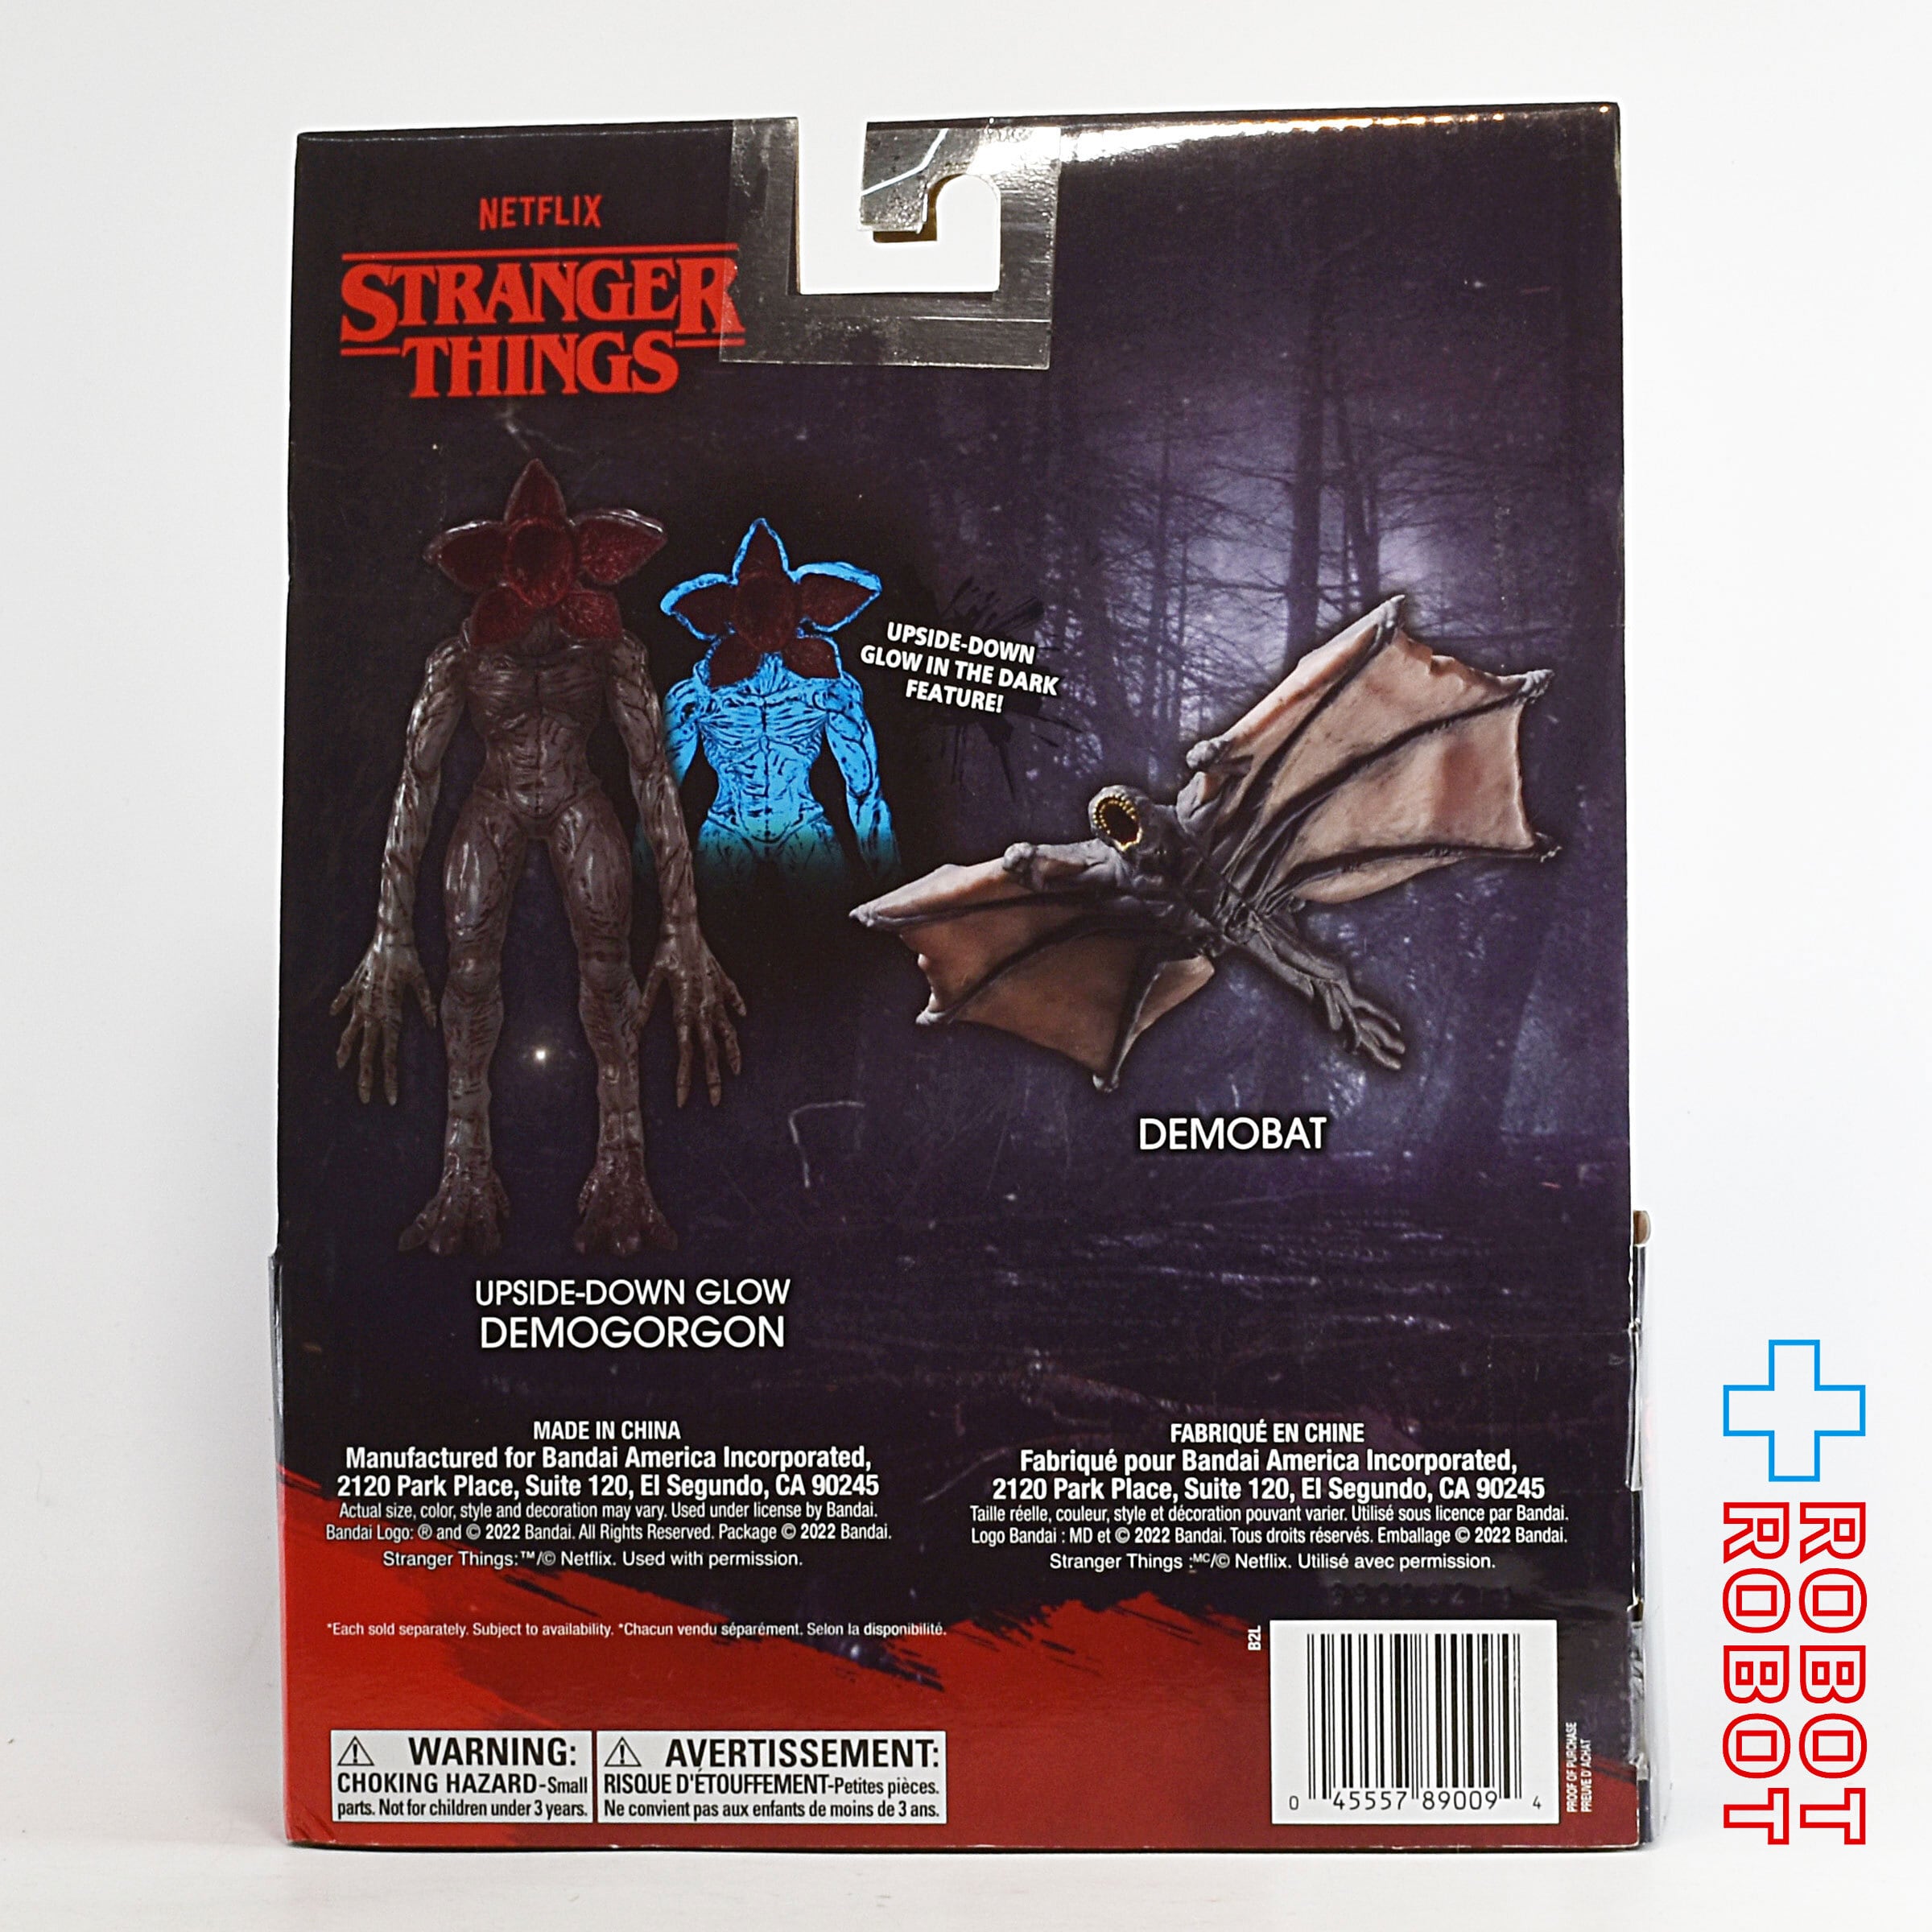 NETFLIX
STRANGER
THINGS
UPSIDE-DOWN
GLOW IN THE DARK
FEATURE!
DEMOBAT
UPSIDE-DOWN GLOW
DEMOGORGON
MADE IN CHINA
Manufactured for Bandai America Incorporated,
2120 Park Place, Suite 120, El Segundo, CA 90245
Actual size, color, style and decoration may vary. Used under license by Bandai.
Bandai Logo: ® and © 2022 Bandai. All Rights Reserved. Package © 2022 Bandai.
Stranger Things:™/© Netflix. Used with permission.
FABRIQUÉ EN CHINE
Fabriqué pour Bandai America Incorporated,
2120 Park Place, Suite 120, El Segundo, CA 90245
Taille réelle, couleur, style et décoration pouvant varier. Utilisé sous licence par Bandai.
Logo Bandai : MD et © 2022 Bandai. Tous droits réservés. Emballage © 2022 Bandai.
Stranger Things :MC/© Netflix. Utilisé avec permission.
*Each sold separately. Subject to availability. *Chacun vendu séparément. Selon la disponibilité.
WARNING:
CHOKING HAZARD-Small
parts. Not for children under 3 years.
AVERTISSEMENT:
RISQUE D'ÉTOUFFEMENT-Petites pièces.
Ne convient pas aux enfants de moins de 3 ans.
B2L
0 45557 89009 4
PROOF OF PURCHASE
PREUVE D'ACHAT
ROBOT
ROBOT